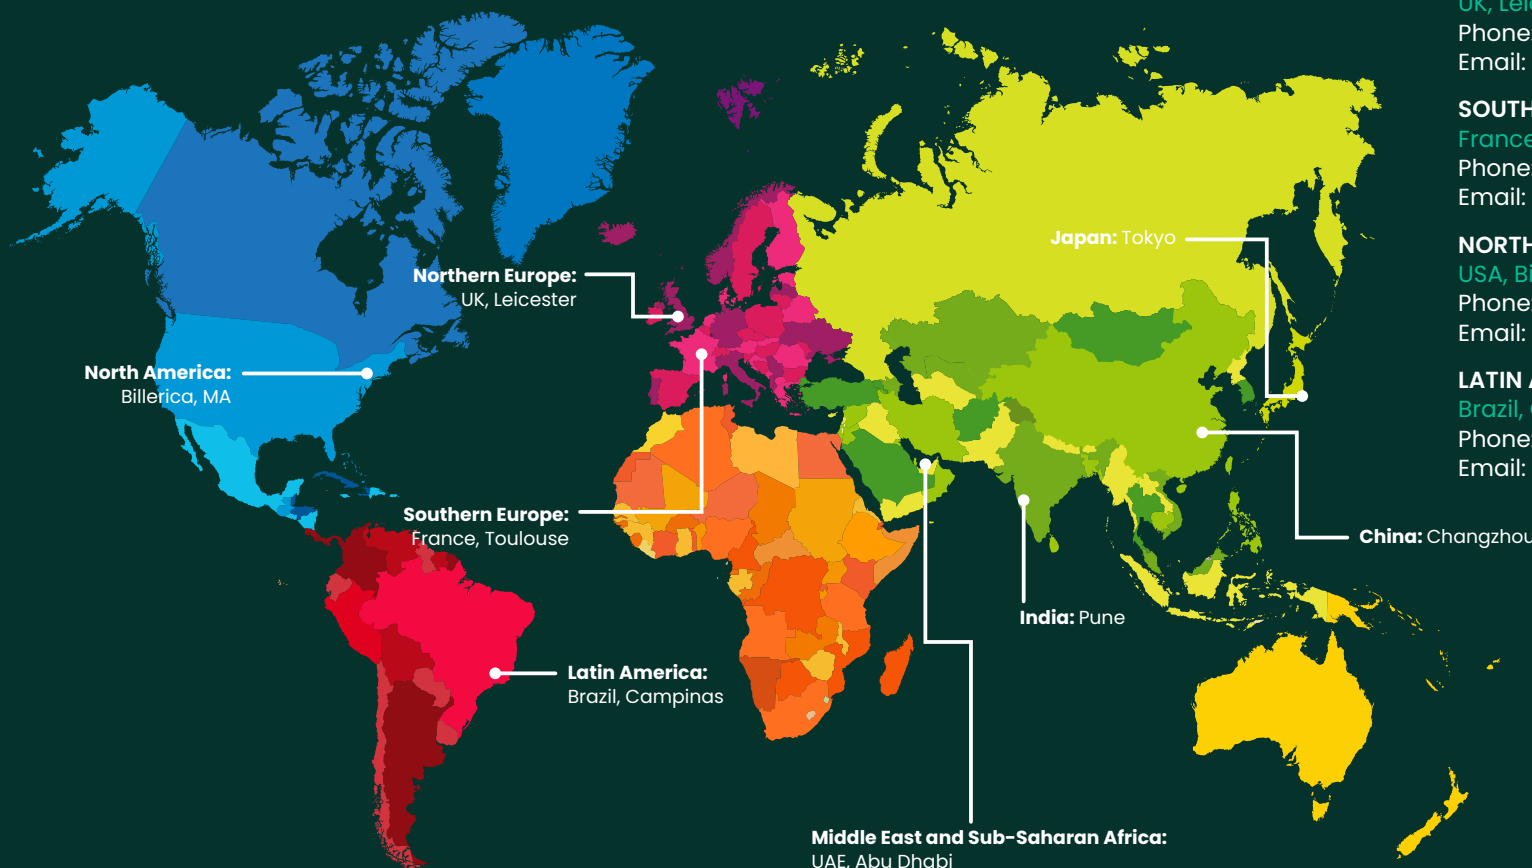 Northern Europe:
UK, Leicester
North America:
Billerica, MA
Southern Europe:
France, Toulouse
Latin America:
Brazil, Campinas
Japan: Tokyo
China: Changzhou
India: Pune
Middle East and Sub-Saharan Africa:
UAE, Abu Dhabi
UK, Lei
Phone:
Email:
SOUTH
France
Phone:
Email:
NORTH
USA, Bi
Phone:
Email:
LATIN A
Brazil,
Phone:
Email: